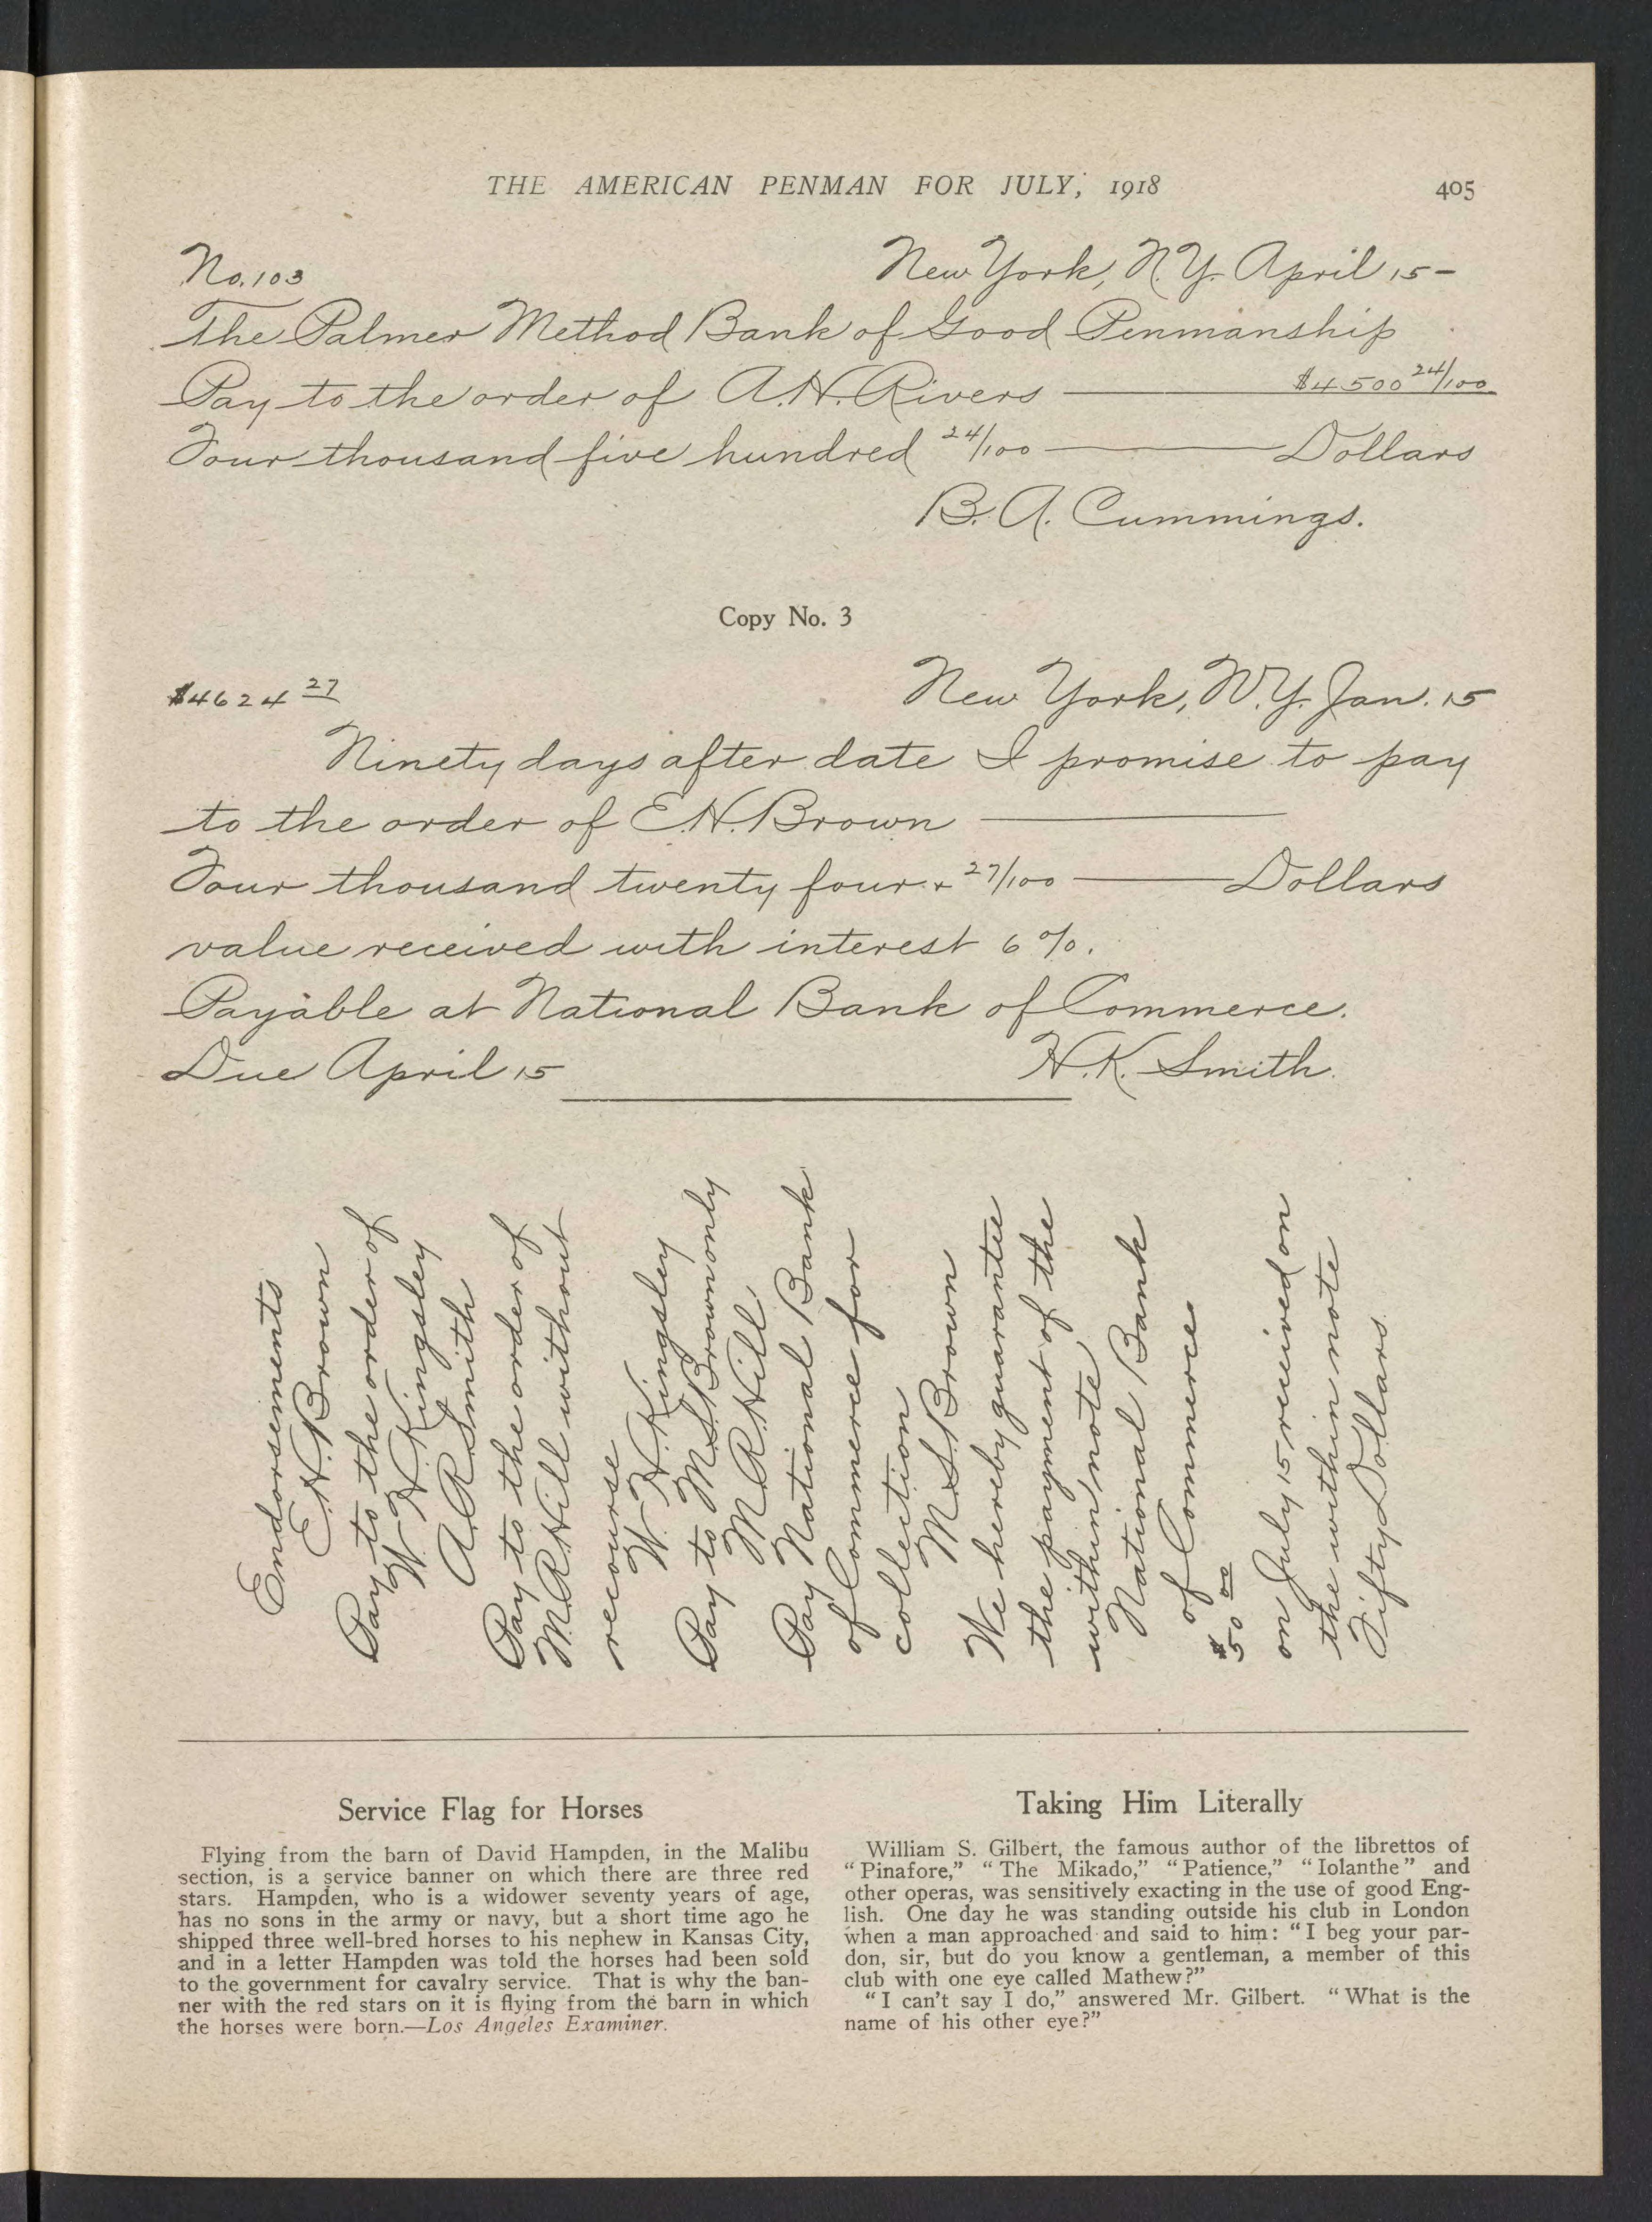 THE AMERICAN PENMAN FOR JULY, 1918
405
No. 103
New York, N.Y. April 15-
The Palmer Method Bank of Good Penmanship
Pay to the order of A.H. Rivers $4500 24/100
Four thousand five hundred 24/100 Dollars
B. A. Cummings.
Copy No. 3
$4624 27
New York, N.Y. Jan. 15
Ninety days after date I promise to pay
to the order of E.H. Brown
Four thousand twenty four + 27/100 Dollars
value received with interest 6%.
Payable at National Bank of Commerce.
Due April 15
H.K. Smith.
Endorsements
E.H. Brown
Pay to the order of
W. H. Kingsley
A.R. Smith
Pay to the order of
M.R. Hill without
recourse
W. H. Kingsley
Pay to M.S. Brown only
M.R. Hill
Pay National Bank
of Commerce for
collection
M.S. Brown
We hereby guarantee
the payment of the
within note
National Bank
of Commerce
$50 00
on July 15 received on
the within note
Fifty Dollars.
Service Flag for Horses
Flying from the barn of David Hampden, in the Malibu
section, is a service banner on which there are three red
stars. Hampden, who is a widower seventy years of age,
has no sons in the army or navy, but a short time ago he
shipped three well-bred horses to his nephew in Kansas City,
and in a letter Hampden was told the horses had been sold
to the government for cavalry service. That is why the ban-
ner with the red stars on it is flying from the barn in which
the horses were born.—Los Angeles Examiner.
Taking Him Literally
William S. Gilbert, the famous author of the librettos of
“Pinafore,” “The Mikado,” “Patience,” “Iolanthe” and
other operas, was sensitively exacting in the use of good Eng-
lish. One day he was standing outside his club in London
when a man approached and said to him: “I beg your par-
don, sir, but do you know a gentleman, a member of this
club with one eye called Mathew?”
“I can’t say I do,” answered Mr. Gilbert. “What is the
name of his other eye?”